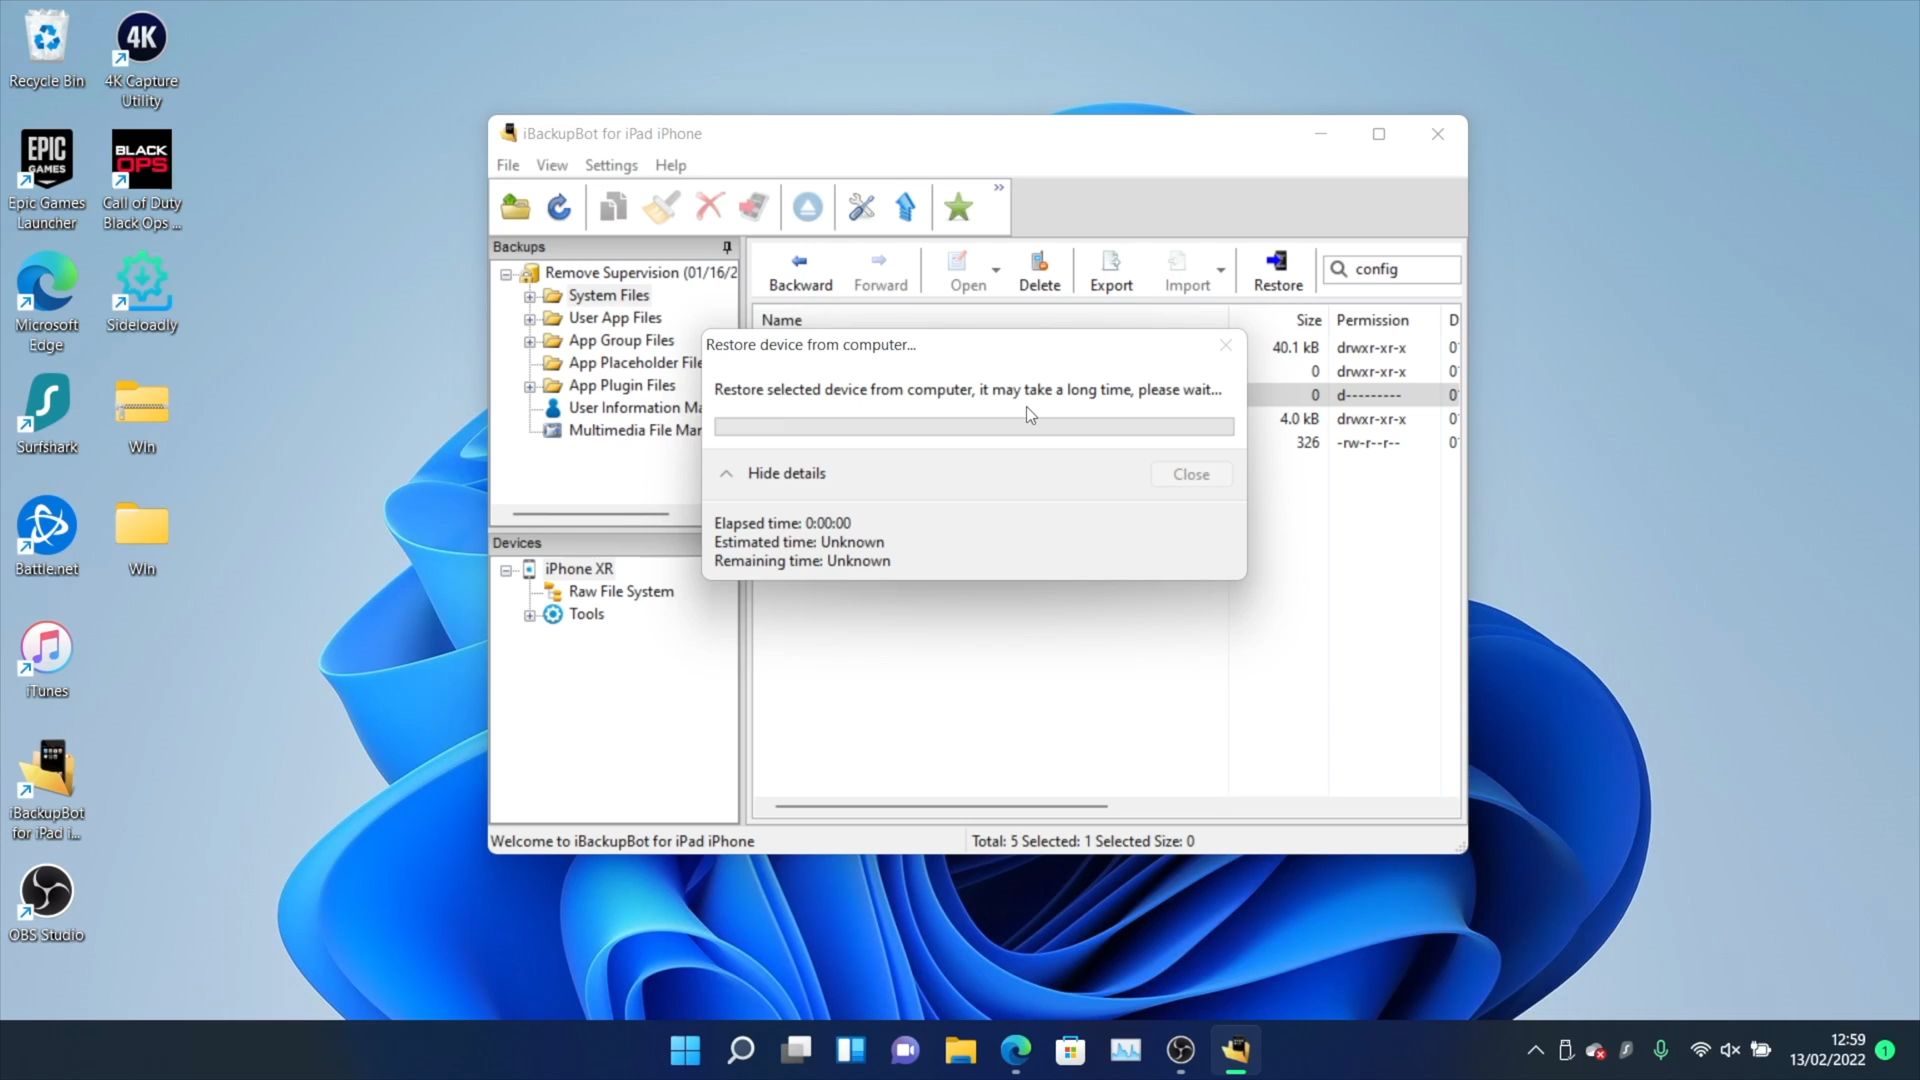 Recycle Bin
4K
4K Capture
Utility
EPIC
GAMES
Epic Games
Launcher
BLACK
OPS
Call of Duty
Black Ops ...
Microsoft
Edge
Sideloadly
Surfshark
Win
Battle.net
Win
iTunes
iBackupBot
for iPad i...
OBS Studio
iBackupBot for iPad iPhone
File View Settings Help
»
Backups
Remove Supervision (01/16/2
System Files
User App Files
App Group Files
App Placeholder File
App Plugin Files
User Information Ma
Multimedia File Mar
Devices
iPhone XR
Raw File System
Tools
Backward Forward Open Delete Export Import Restore config
Name Size Permission D
40.1 kB drwxr-xr-x 0
0 drwxr-xr-x 0
0 d--------- 0
4.0 kB drwxr-xr-x 0
326 -rw-r--r-- 0
Restore device from computer...
Restore selected device from computer, it may take a long time, please wait...
Hide details Close
Elapsed time: 0:00:00
Estimated time: Unknown
Remaining time: Unknown
Welcome to iBackupBot for iPad iPhone Total: 5 Selected: 1 Selected Size: 0
12:59
13/02/2022
1